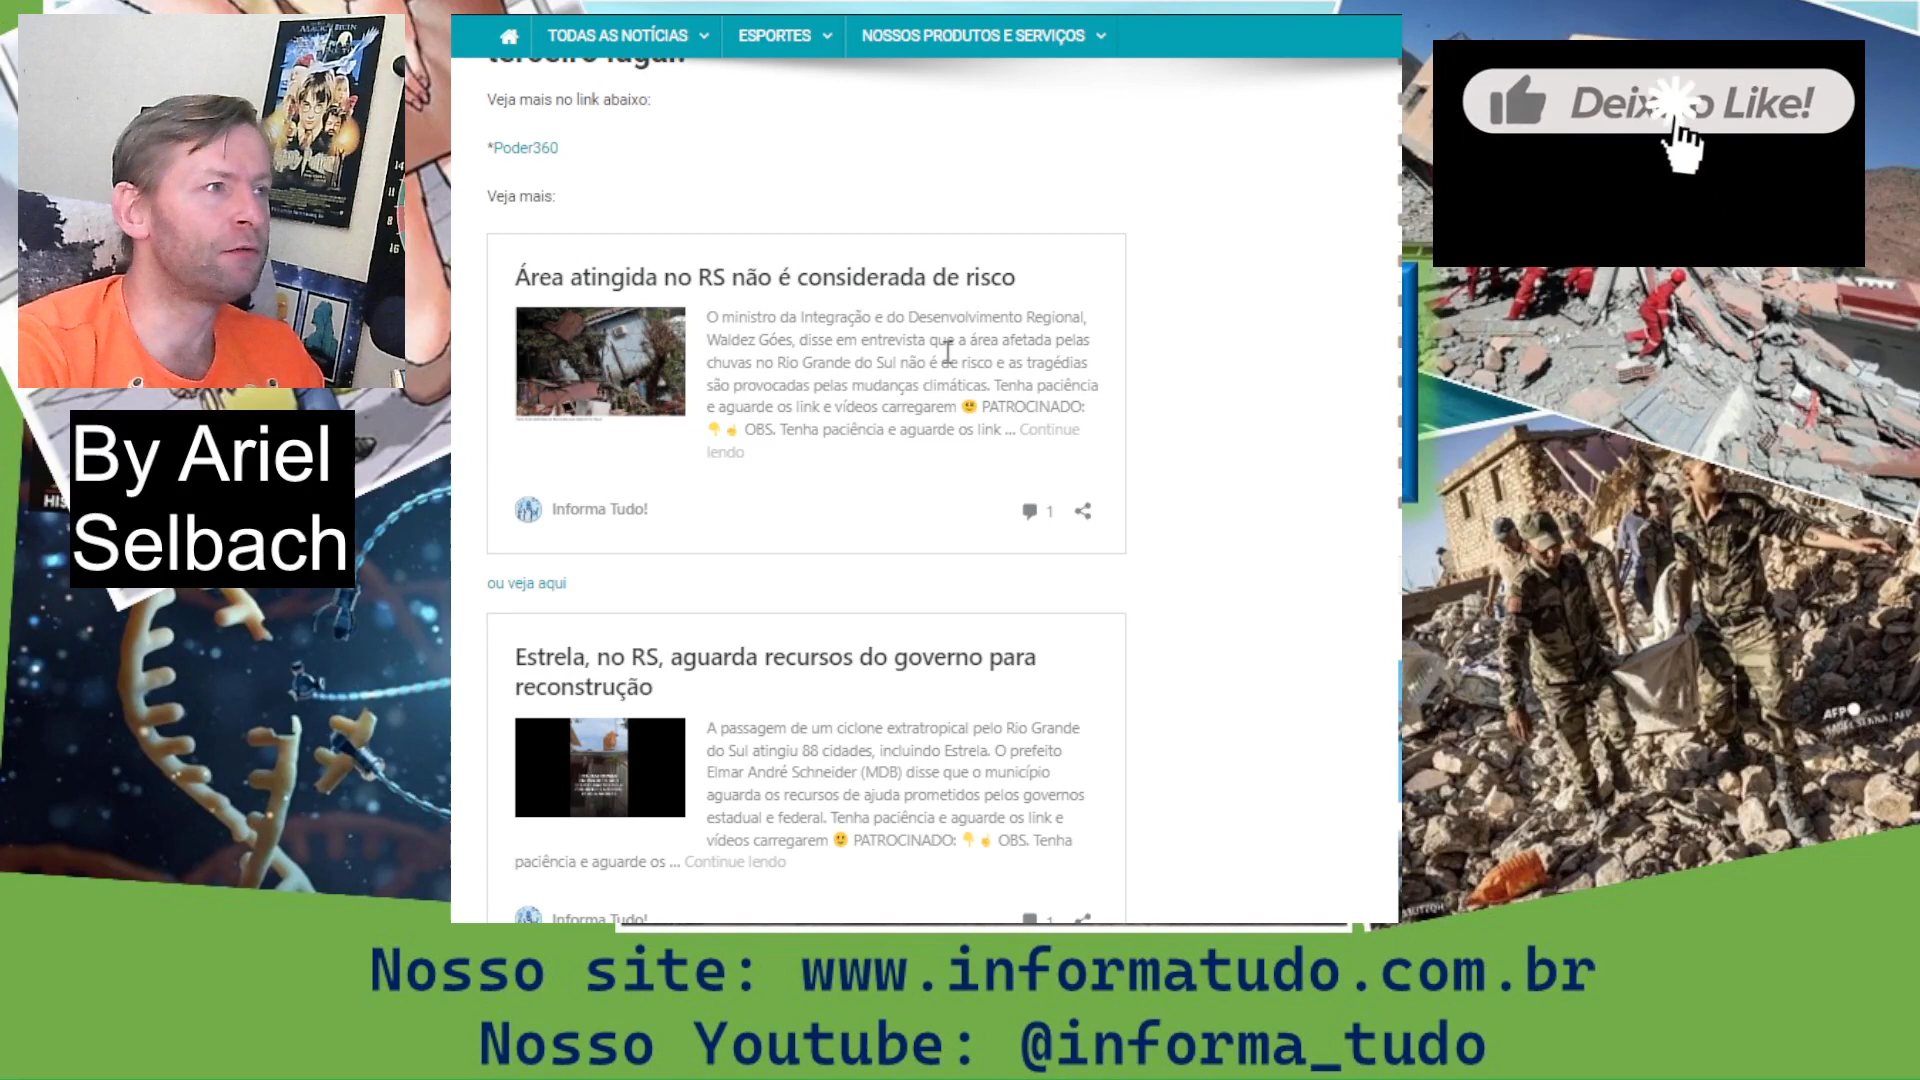 TODAS AS NOTÍCIAS
ESPORTES
NOSSOS PRODUTOS E SERVIÇOS
terceiro lugar.
Veja mais no link abaixo:
*Poder360
Veja mais:
Área atingida no RS não é considerada de risco
O ministro da Integração e do Desenvolvimento Regional,
Waldez Góes, disse em entrevista que a área afetada pelas
chuvas no Rio Grande do Sul não é de risco e as tragédias
são provocadas pelas mudanças climáticas. Tenha paciência
e aguarde os link e vídeos carregarem 🙂 PATROCINADO:
👇☝ OBS. Tenha paciência e aguarde os link ... Continue
lendo
Informa Tudo!
1
ou veja aqui
Estrela, no RS, aguarda recursos do governo para
reconstrução
A passagem de um ciclone extratropical pelo Rio Grande
do Sul atingiu 88 cidades, incluindo Estrela. O prefeito
Elmar André Schneider (MDB) disse que o município
aguarda os recursos de ajuda prometidos pelos governos
estadual e federal. Tenha paciência e aguarde os link e
vídeos carregarem 🙂 PATROCINADO: 👇☝ OBS. Tenha
paciência e aguarde os ... Continue lendo
Informa Tudo!
1
By Ariel
Selbach
Deixe o Like!
AFP
Nosso site: www.informatudo.com.br
Nosso Youtube: @informa_tudo